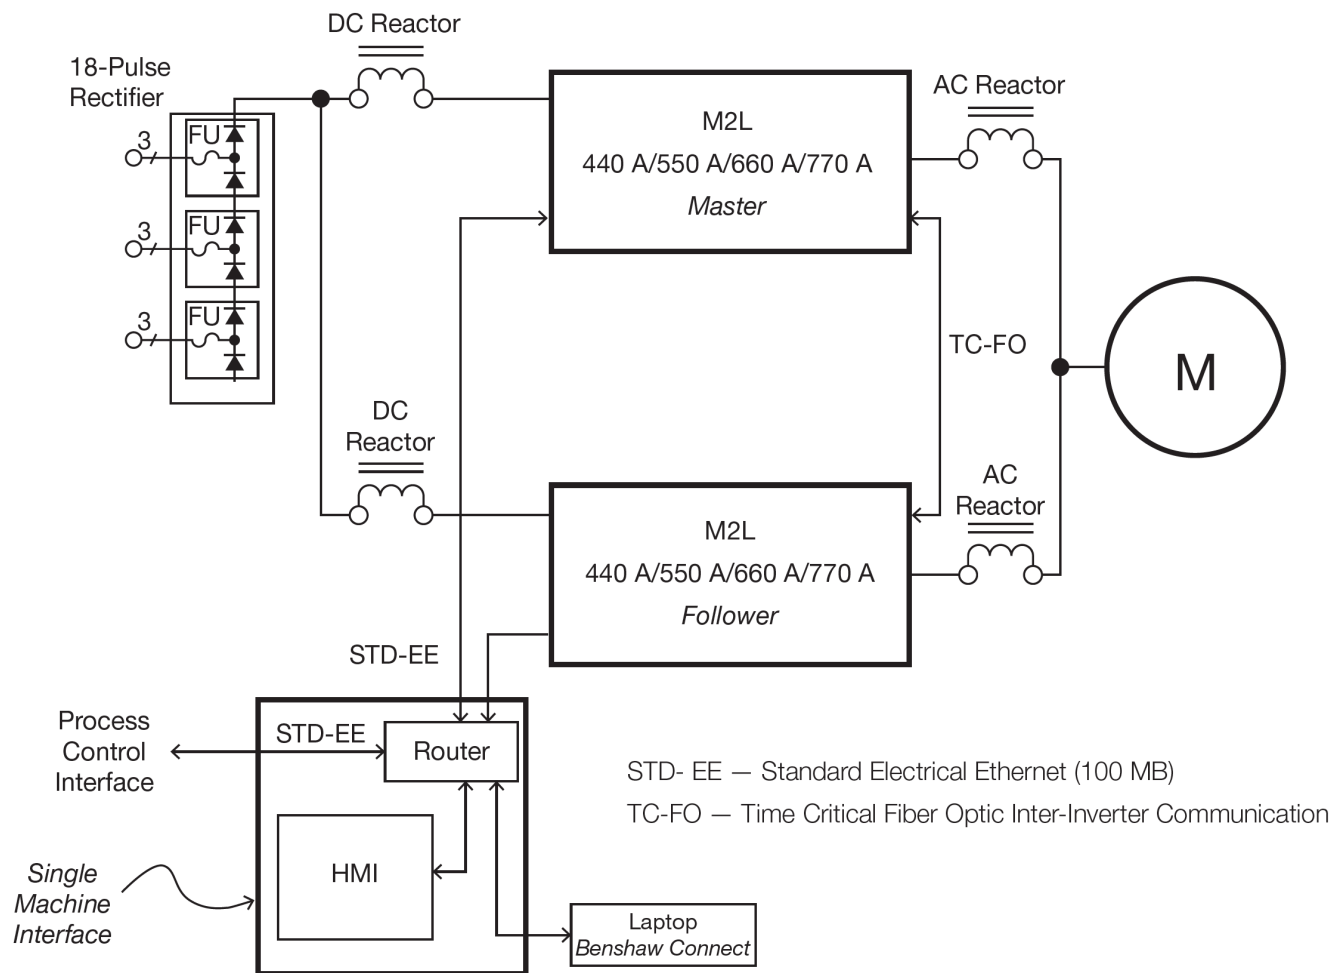 DC Reactor
18-Pulse
Rectifier
AC Reactor
M2L
440 A/550 A/660 A/770 A
Master
3
FU
3
FU
3
FU
TC-FO
M
DC
Reactor
AC
Reactor
M2L
440 A/550 A/660 A/770 A
Follower
STD-EE
Process
Control
Interface
STD-EE
Router
STD- EE — Standard Electrical Ethernet (100 MB)
TC-FO — Time Critical Fiber Optic Inter-Inverter Communication
HMI
Single
Machine
Interface
Laptop
Benshaw Connect